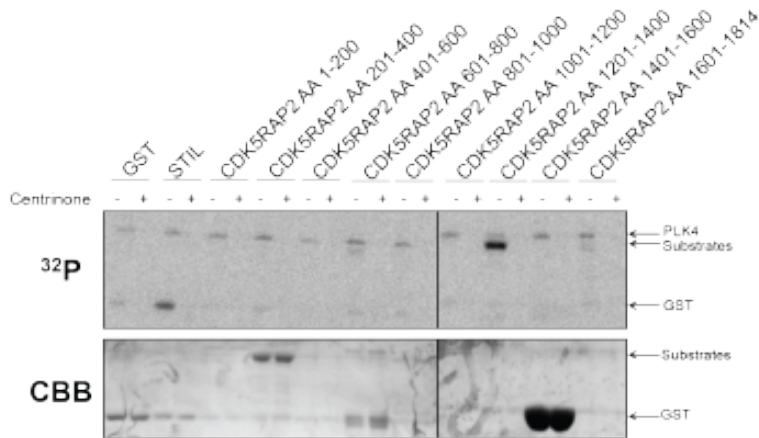 GST
STIL
CDK5RAP2 AA 1-200
CDK5RAP2 AA 201-400
CDK5RAP2 AA 401-600
CDK5RAP2 AA 601-800
CDK5RAP2 AA 801-1000
CDK5RAP2 AA 1001-1200
CDK5RAP2 AA 1201-1400
CDK5RAP2 AA 1401-1600
CDK5RAP2 AA 1601-1814
Centrinone - + - + - + - + - + - + - + - + - + - + - +
32P
PLK4
Substrates
GST
CBB
Substrates
GST